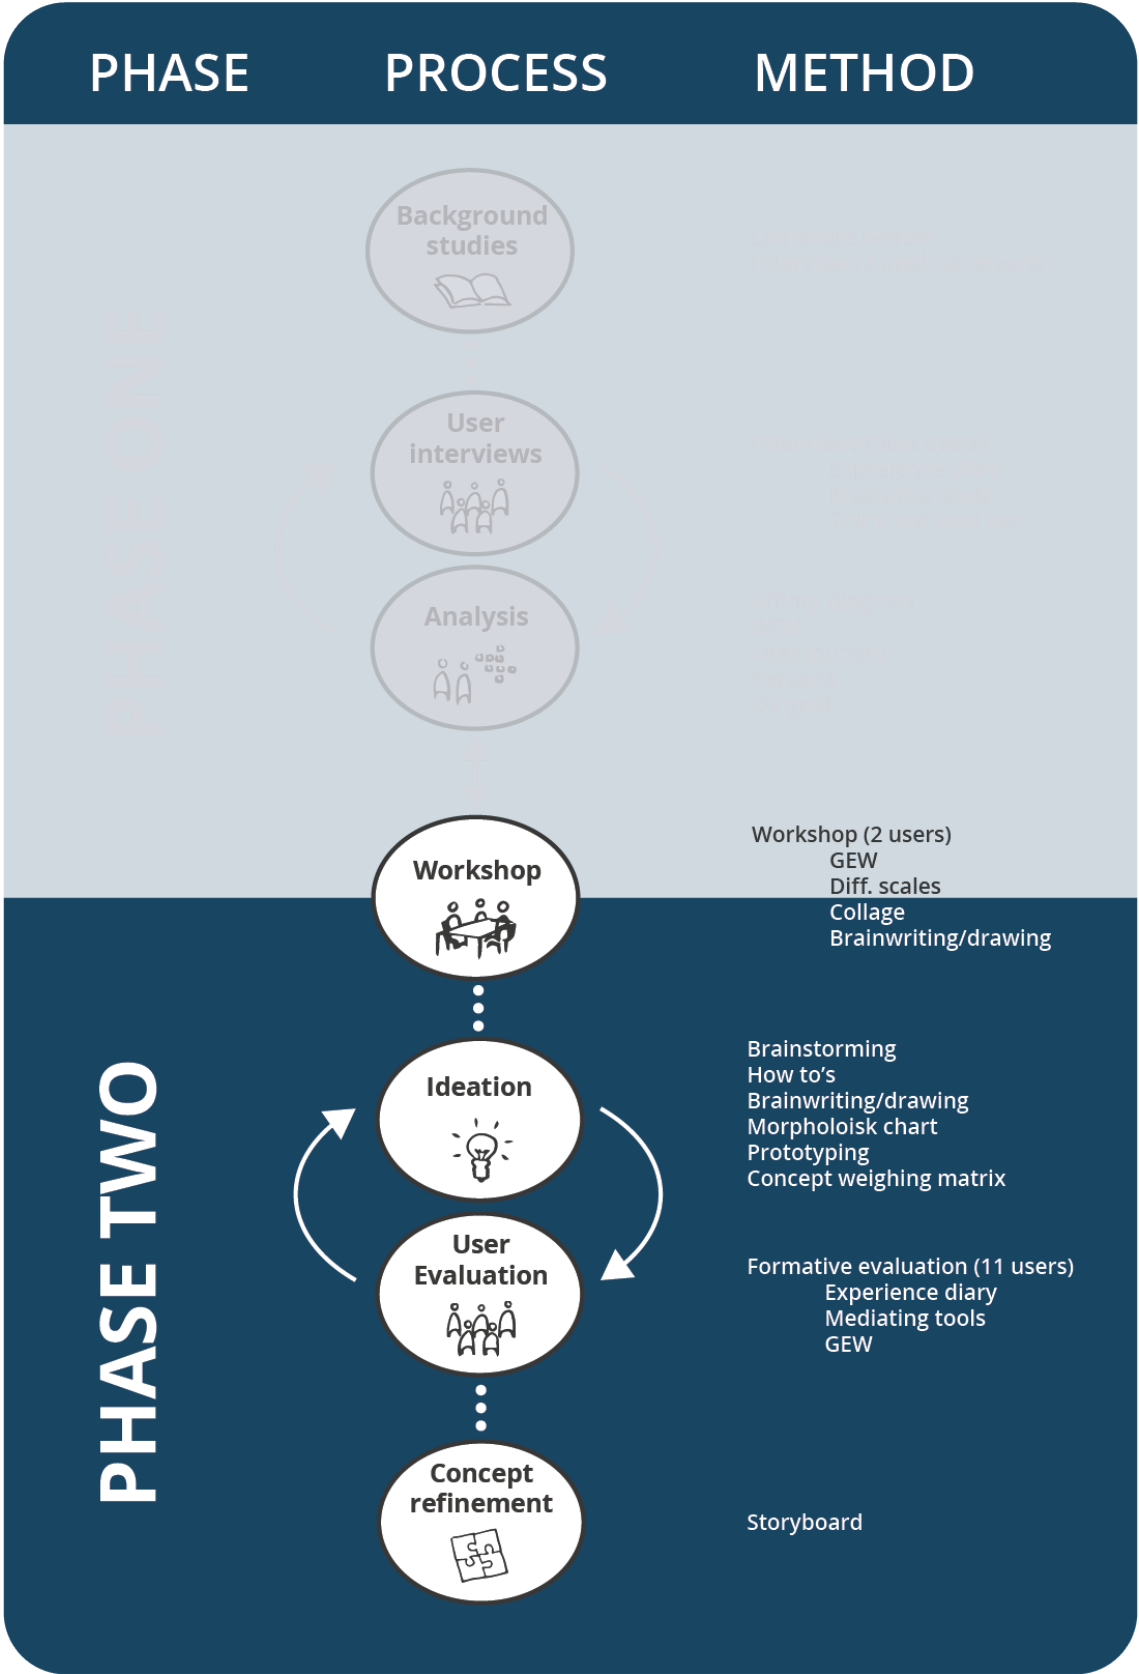 PHASE PROCESS METHOD
Background
studies
User
interviews
Analysis
Workshop
Workshop (2 users)
GEW
Diff. scales
Collage
Brainwriting/drawing
PHASE TWO
Ideation
Brainstorming
How to’s
Brainwriting/drawing
Morpholoisk chart
Prototyping
Concept weighing matrix
User
Evaluation
Formative evaluation (11 users)
Experience diary
Mediating tools
GEW
Concept
refinement
Storyboard